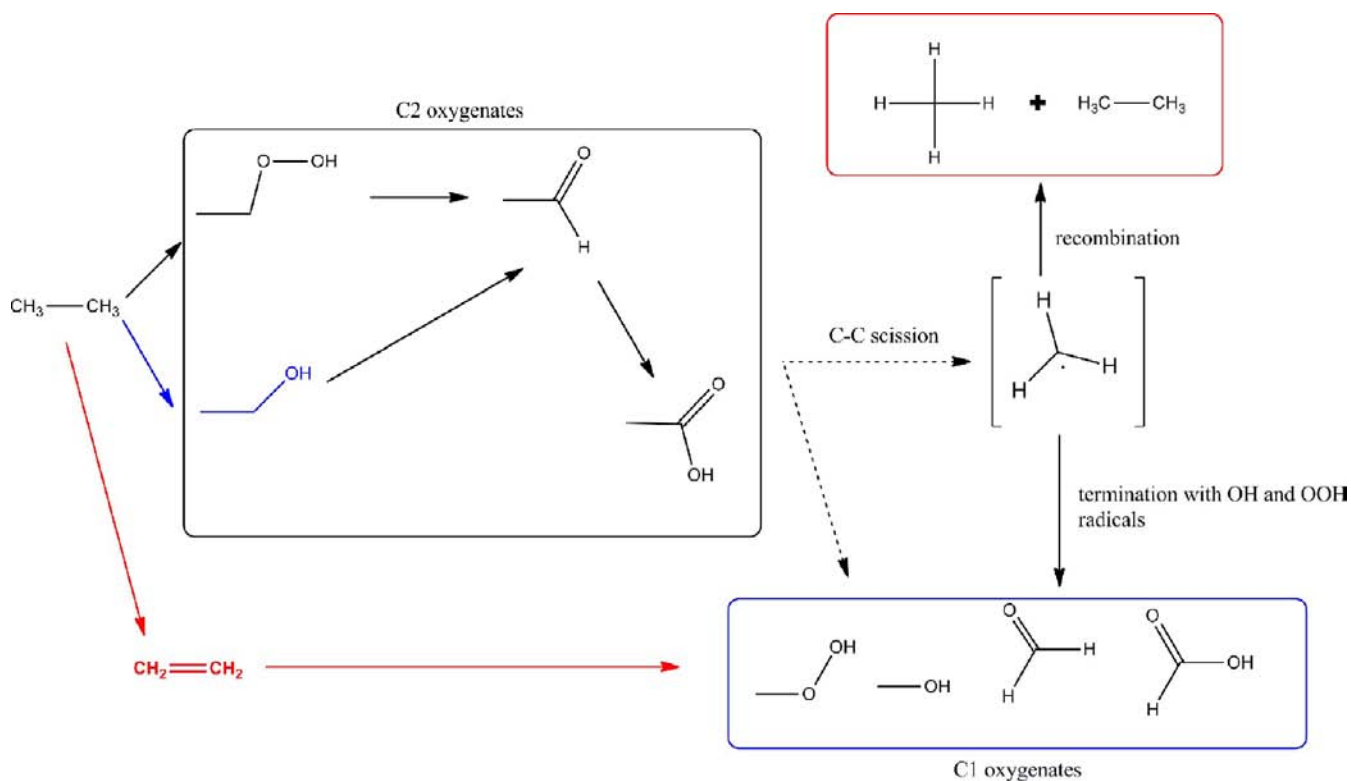 C2 oxygenates
H
H
H
H
H₃C
CH₃
O
OH
O
H
CH₃
CH₃
OH
O
OH
recombination
C-C scission
H
H
H
termination with OH and OOH
radicals
CH₂
CH₂
OH
O
OH
O
H
H
O
OH
H
C1 oxygenates